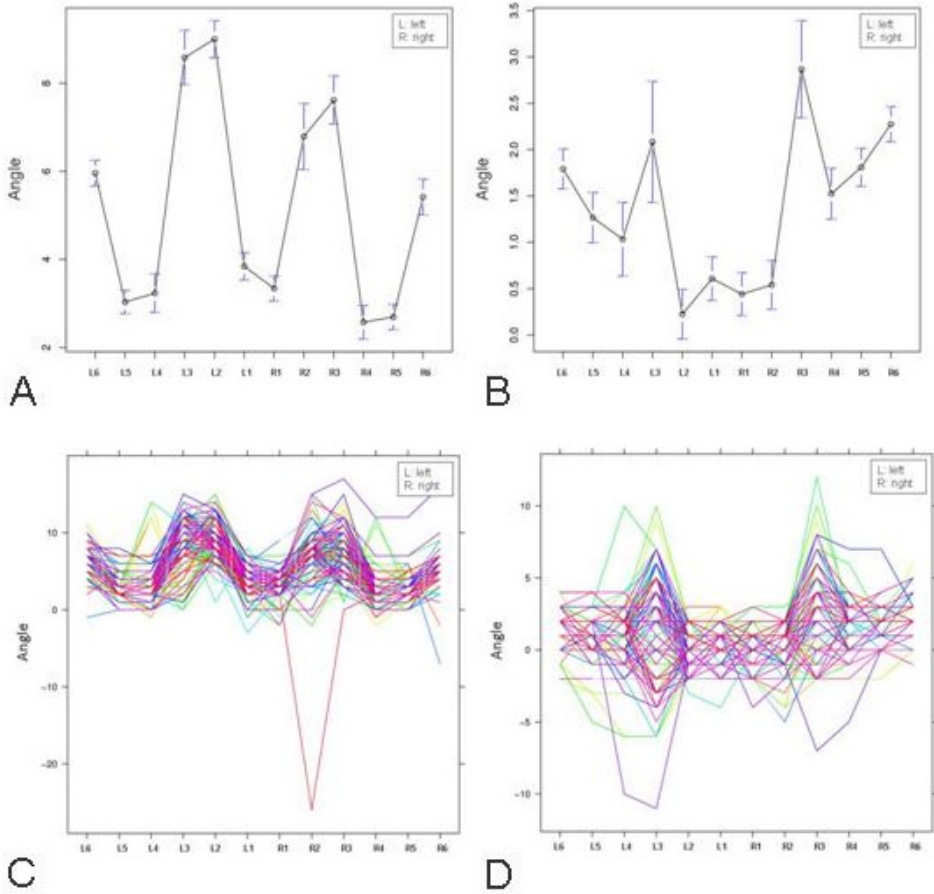 L: left
R: right
Angle
8
6
4
2
L6 L5 L4 L3 L2 L1 R1 R2 R3 R4 R5 R6
A
L: left
R: right
Angle
3.5
3.0
2.5
2.0
1.5
1.0
0.5
0.0
L6 L5 L4 L3 L2 L1 R1 R2 R3 R4 R5 R6
B
L: left
R: right
Angle
10
0
-10
-20
L6 L5 L4 L3 L2 L1 R1 R2 R3 R4 R5 R6
C
L: left
R: right
Angle
10
5
0
-5
-10
L6 L5 L4 L3 L2 L1 R1 R2 R3 R4 R5 R6
D